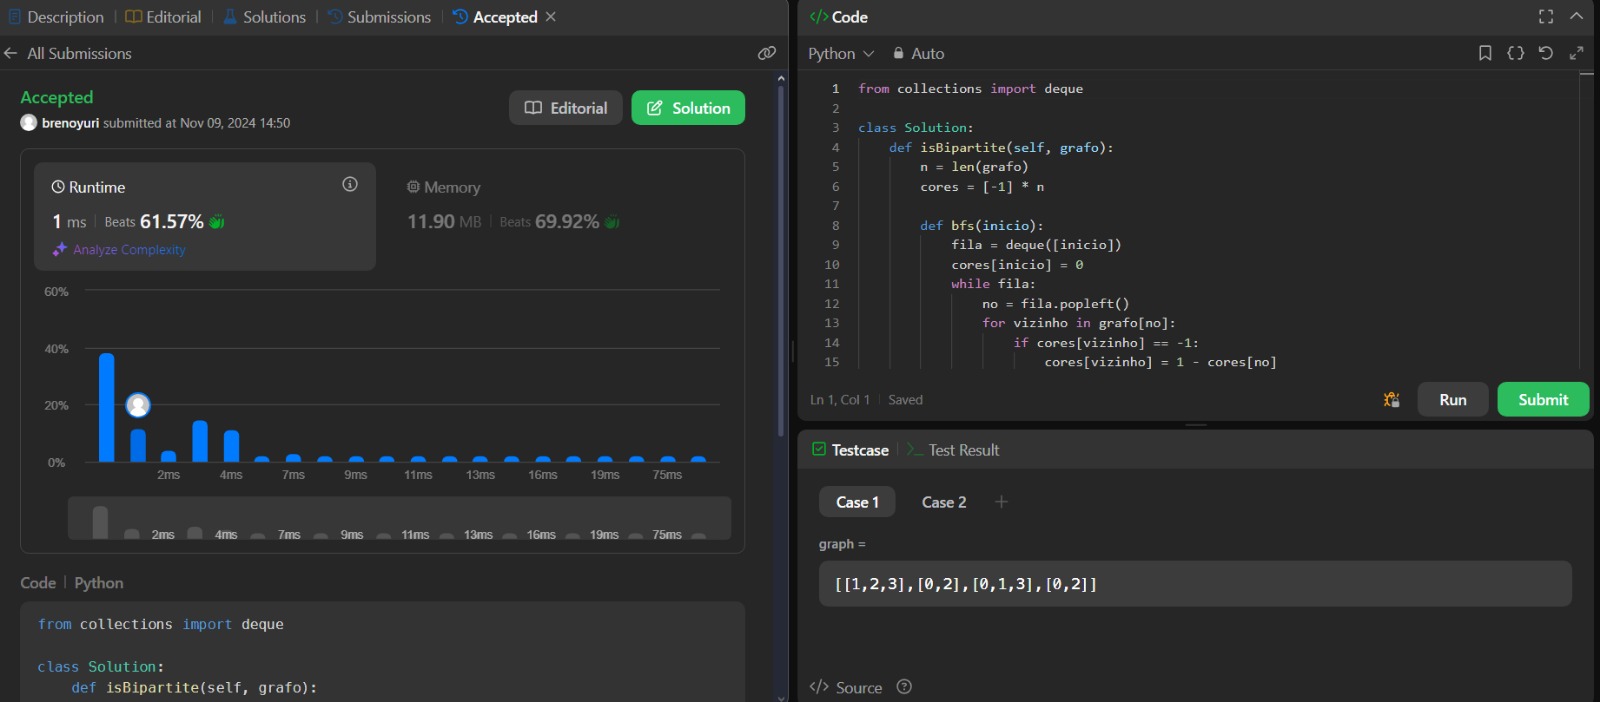 Description Editorial Solutions Submissions Accepted
All Submissions
Accepted
brenoyuri submitted at Nov 09, 2024 14:50
Editorial
Solution
Runtime
1 ms Beats 61.57%
Analyze Complexity
Memory
11.90 MB Beats 69.92%
60%
40%
20%
0%
2ms 4ms 7ms 9ms 11ms 13ms 16ms 19ms 75ms
2ms 4ms 7ms 9ms 11ms 13ms 16ms 19ms 75ms
Code Python
from collections import deque
class Solution:
def isBipartite(self, grafo):
</> Code
Python Auto
1 from collections import deque
2
3 class Solution:
4 def isBipartite(self, grafo):
5 n = len(grafo)
6 cores = [-1] * n
7
8 def bfs(inicio):
9 fila = deque([inicio])
10 cores[inicio] = 0
11 while fila:
12 no = fila.popleft()
13 for vizinho in grafo[no]:
14 if cores[vizinho] == -1:
15 cores[vizinho] = 1 - cores[no]
Ln 1, Col 1 Saved
Run
Submit
Testcase >_ Test Result
Case 1 Case 2 +
graph =
[[1,2,3],[0,2],[0,1,3],[0,2]]
</> Source ?